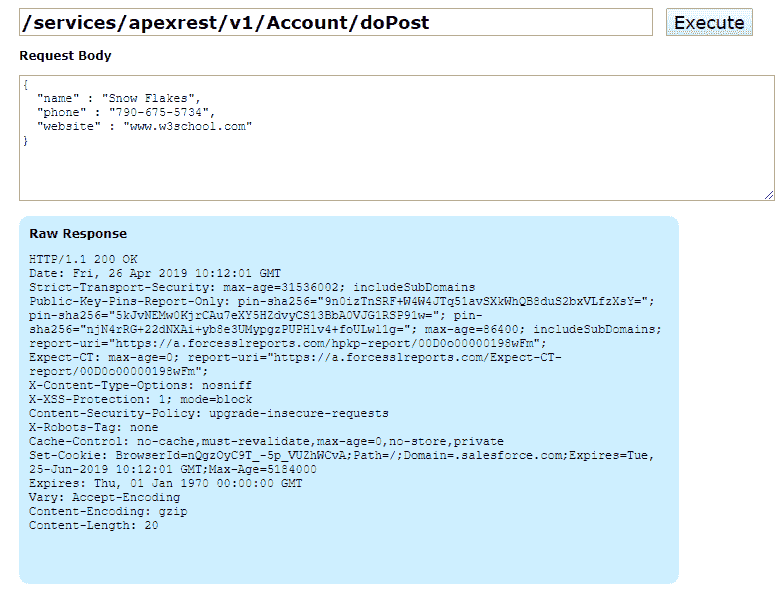 /services/apexrest/v1/Account/doPost
Execute
Request Body
{
"name" : "Snow Flakes",
"phone" : "790-675-5734",
"website" : "www.w3school.com"
}
Raw Response
HTTP/1.1 200 OK
Date: Fri, 26 Apr 2019 10:12:01 GMT
Strict-Transport-Security: max-age=31536002; includeSubDomains
Public-Key-Pins-Report-Only: pin-sha256="9n0izTnSRF+W4W4JTq51avSXkWhQB8duS2bxVLfzXsY=";
pin-sha256="5kJvNEMw0KjrCAu7eXY5HZdvyCS13BbA0VJG1RSP91w="; pin-
sha256="njN4rRG+22dNXAi+yb8e3UMypgzPUPHlv4+foULwl1g="; max-age=86400; includeSubDomains;
report-uri="https://a.forcesslreports.com/hpkp-report/00D0o00000198wFm";
Expect-CT: max-age=0; report-uri="https://a.forcesslreports.com/Expect-CT-
report/00D0o00000198wFm";
X-Content-Type-Options: nosniff
X-XSS-Protection: 1; mode=block
Content-Security-Policy: upgrade-insecure-requests
X-Robots-Tag: none
Cache-Control: no-cache,must-revalidate,max-age=0,no-store,private
Set-Cookie: BrowserId=nQgzOyC9T_-5p_VUZhWCvA;Path=/;Domain=.salesforce.com;Expires=Tue,
25-Jun-2019 10:12:01 GMT;Max-Age=5184000
Expires: Thu, 01 Jan 1970 00:00:00 GMT
Vary: Accept-Encoding
Content-Encoding: gzip
Content-Length: 20